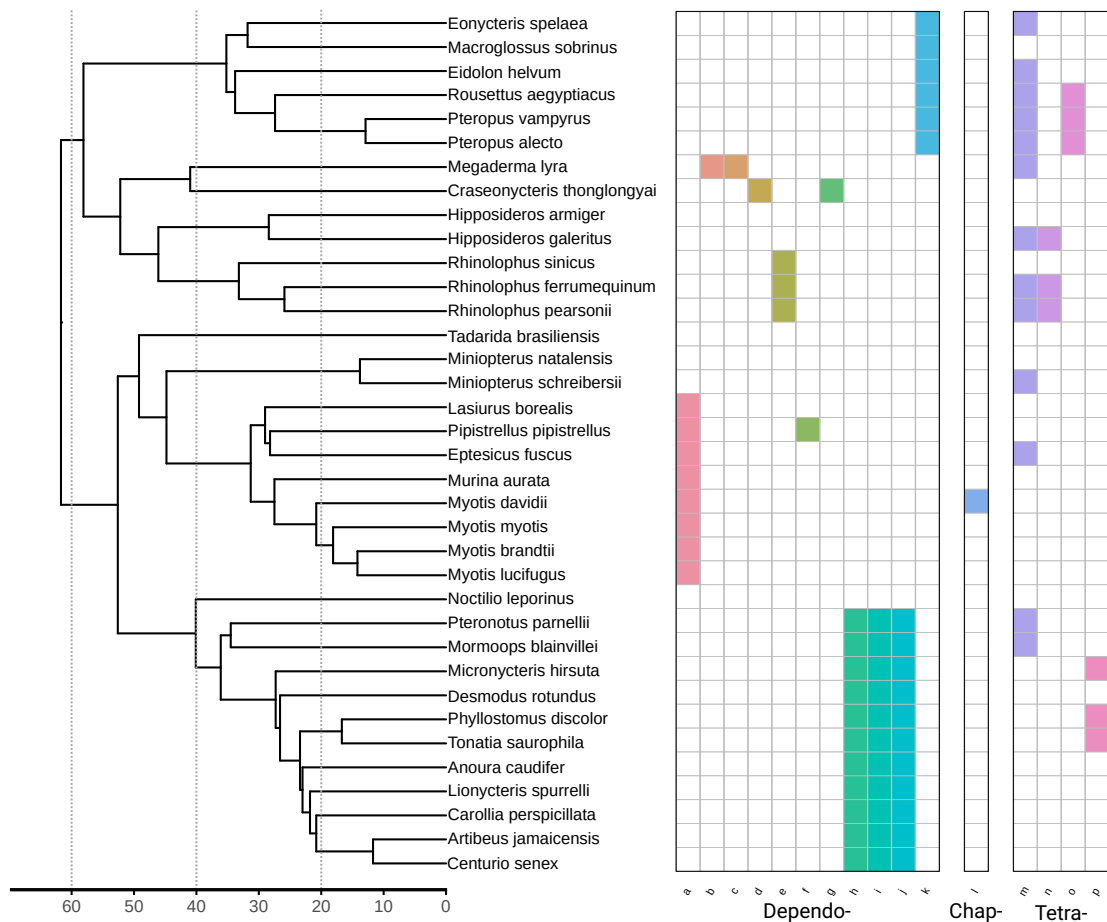 Eonycteris spelaea
Macroglossus sobrinus
Eidolon helvum
Rousettus aegyptiacus
Pteropus vampyrus
Pteropus alecto
Megaderma lyra
Craseonycteris thonglongyai
Hipposideros armiger
Hipposideros galeritus
Rhinolophus sinicus
Rhinolophus ferrumequinum
Rhinolophus pearsonii
Tadarida brasiliensis
Miniopterus natalensis
Miniopterus schreibersii
Lasiurus borealis
Pipistrellus pipistrellus
Eptesicus fuscus
Murina aurata
Myotis davidii
Myotis myotis
Myotis brandtii
Myotis lucifugus
Noctilio leporinus
Pteronotus parnellii
Mormoops blainvillei
Micronycteris hirsuta
Desmodus rotundus
Phyllostomus discolor
Tonatia saurophila
Anoura caudifer
Lionycteris spurrelli
Carollia perspicillata
Artibeus jamaicensis
Centurio senex
60 40 30 20 10 0
a b c d e f g h i j k l m n o p
Dependo- Chap- Tetra-